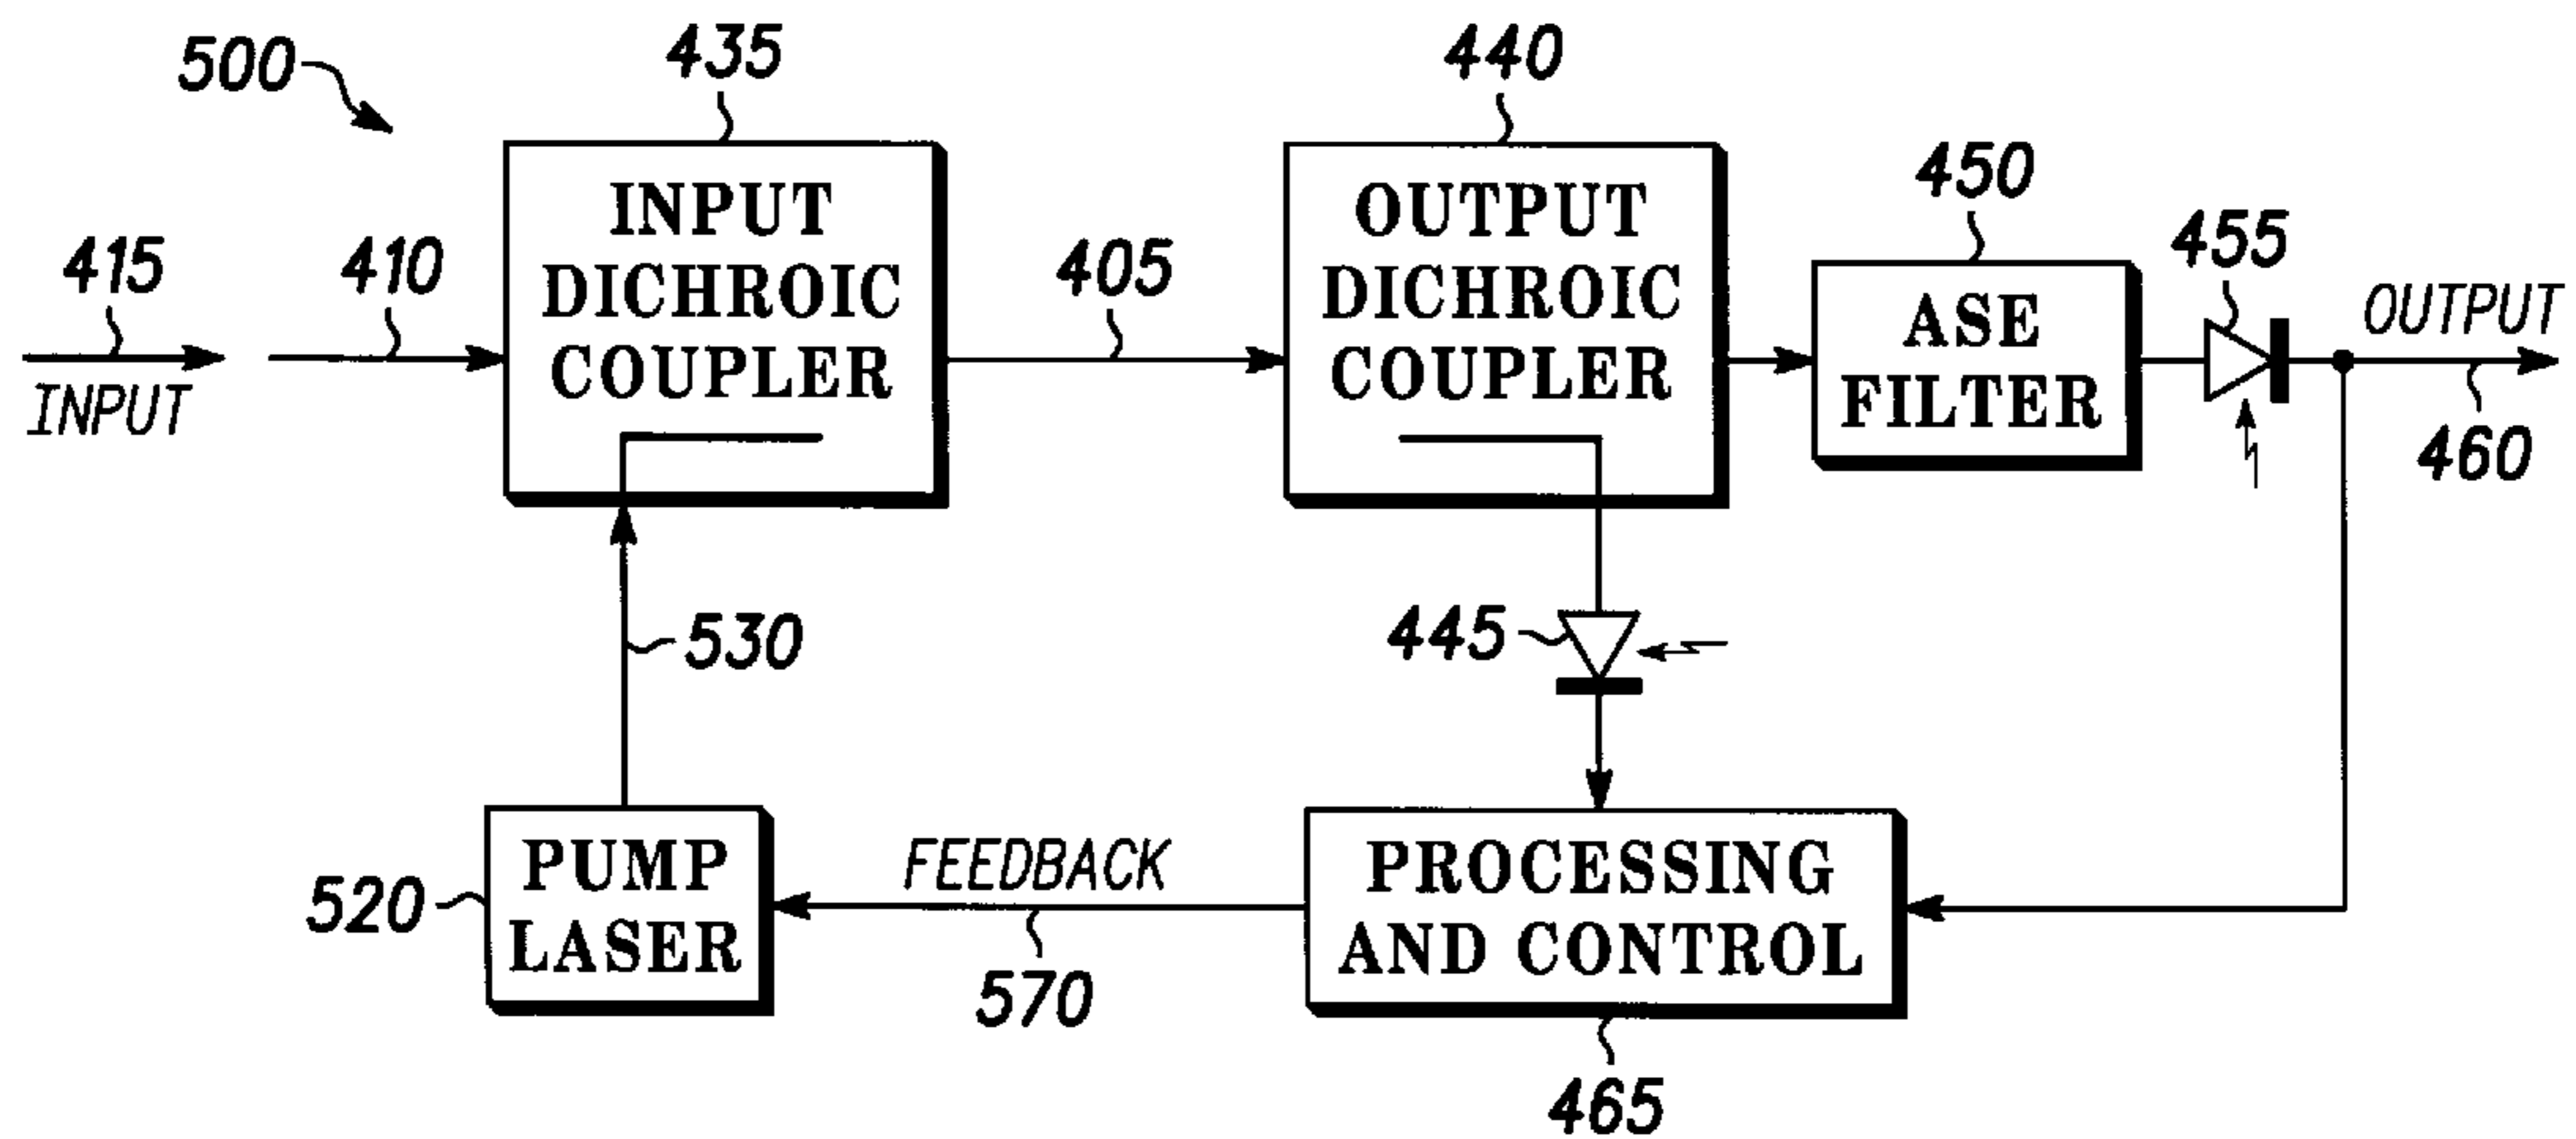 500
435
440
450
455
415
INPUT
410
INPUT
DICHROIC
COUPLER
405
OUTPUT
DICHROIC
COUPLER
ASE
FILTER
OUTPUT
460
530
445
520
PUMP
LASER
FEEDBACK
570
PROCESSING
AND CONTROL
465